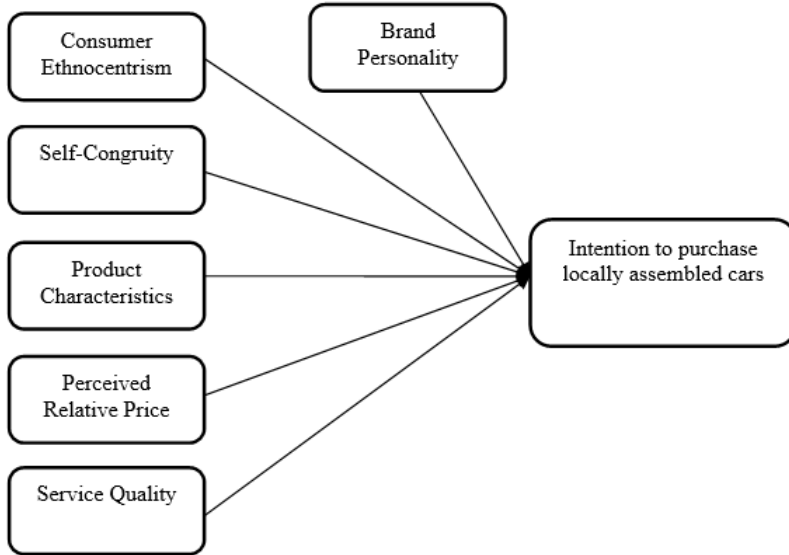 Consumer
Ethnocentrism
Brand
Personality
Self-Congruity
Product
Characteristics
Intention to purchase
locally assembled cars
Perceived
Relative Price
Service Quality